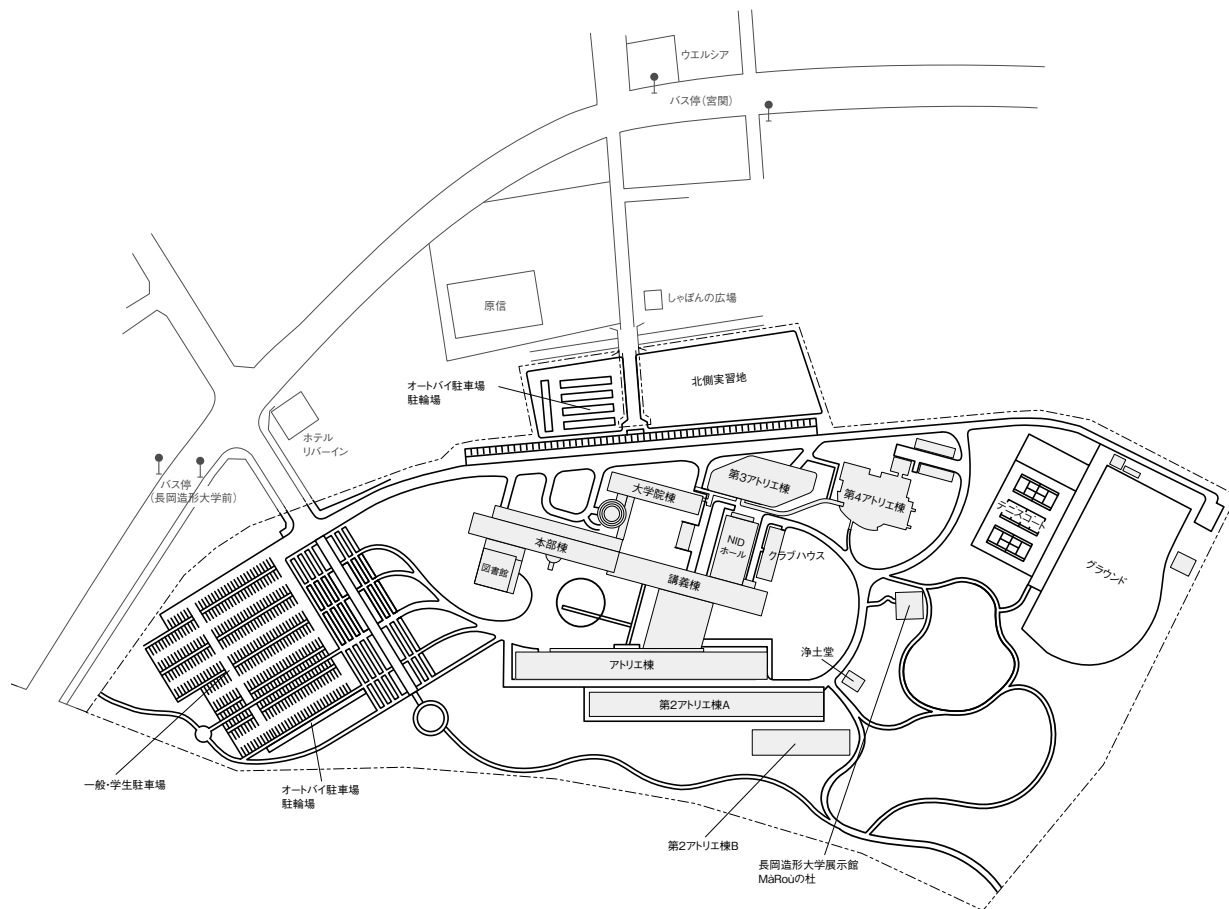 ウエルシア
バス停(宮関)
原信
しゃぼんの広場
オートバイ駐車場
駐輪場
北側実習地
ホテル
リバーイン
バス停
(長岡造形大学前)
大学院棟
第3アトリエ棟
第4アトリエ棟
テニスコート
グラウンド
本部棟
図書館
NID
ホール
クラブハウス
講義棟
アトリエ棟
浄土堂
第2アトリエ棟A
一般・学生駐車場
オートバイ駐車場
駐輪場
第2アトリエ棟B
長岡造形大学展示館
MàRoùの杜